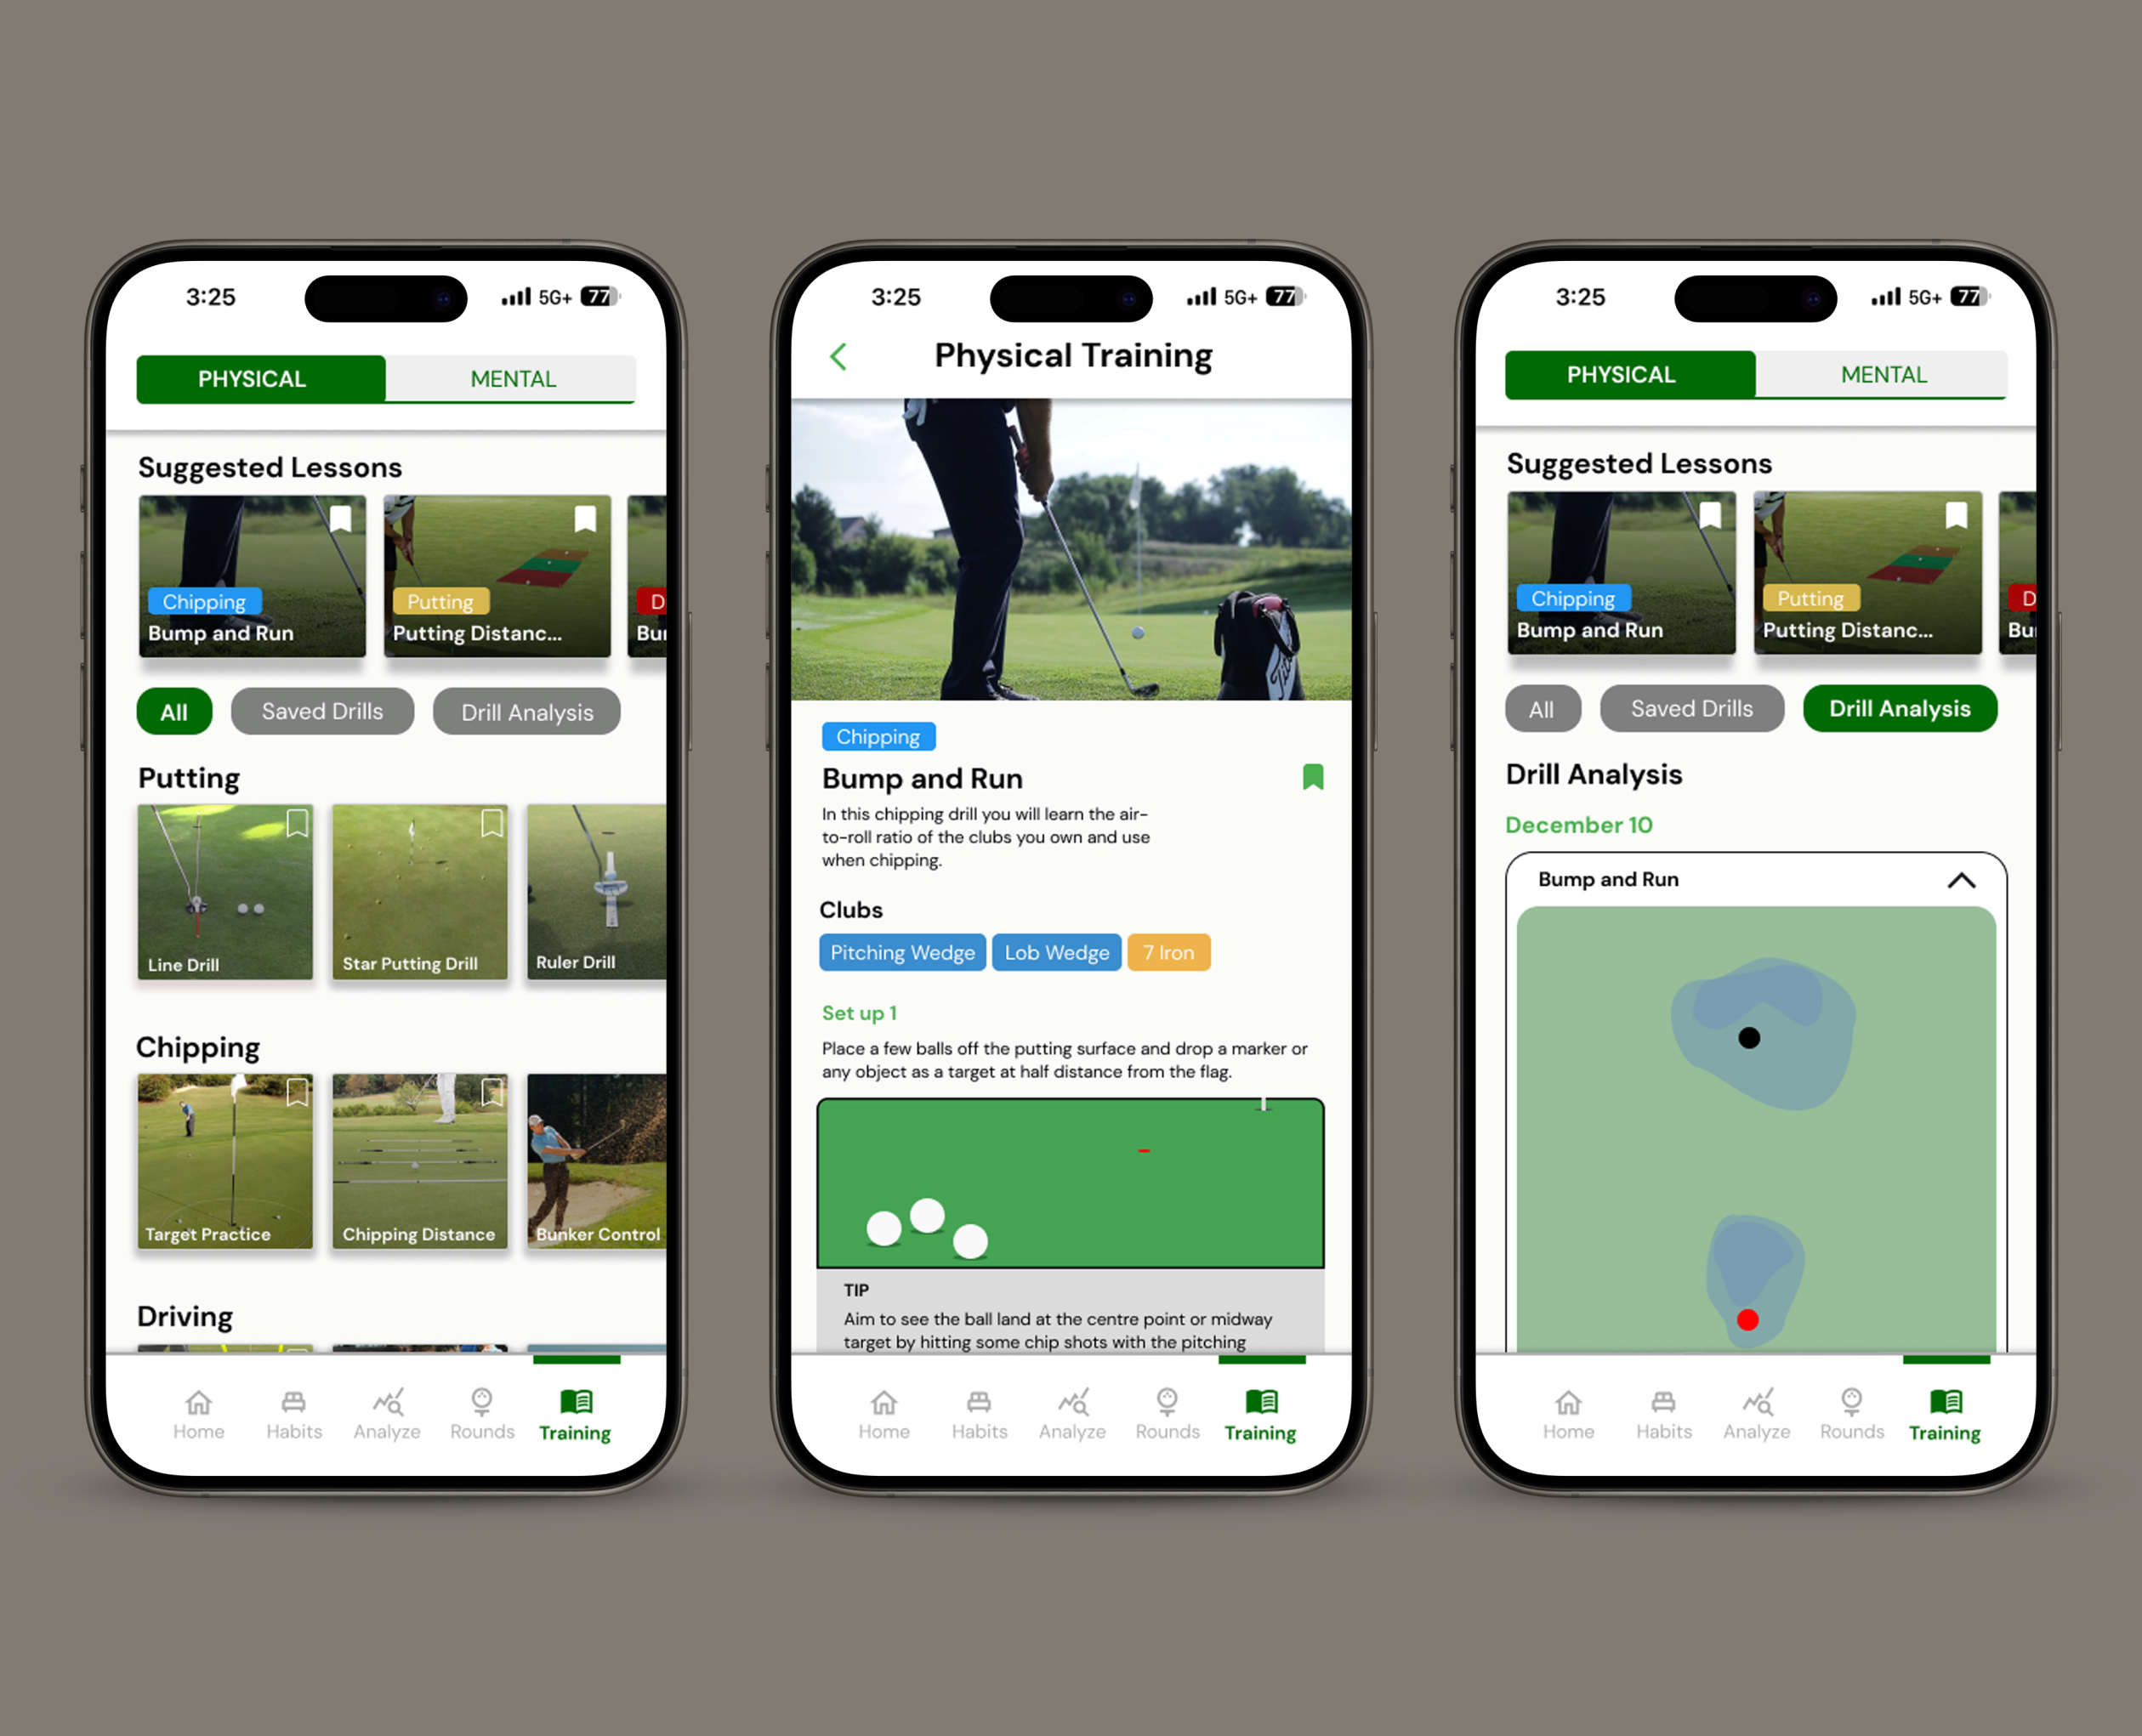 3:25
5G+ 77
PHYSICAL
MENTAL
Suggested Lessons
Chipping
Bump and Run
Putting
Putting Distanc...
D
Bu
All
Saved Drills
Drill Analysis
Putting
Line Drill
Star Putting Drill
Ruler Drill
Chipping
Target Practice
Chipping Distance
Bunker Control
Driving
Home
Habits
Analyze
Rounds
Training
3:25
5G+ 77
Physical Training
Chipping
Bump and Run
In this chipping drill you will learn the air-
to-roll ratio of the clubs you own and use
when chipping.
Clubs
Pitching Wedge
Lob Wedge
7 Iron
Set up 1
Place a few balls off the putting surface and drop a marker or
any object as a target at half distance from the flag.
TIP
Aim to see the ball land at the centre point or midway
target by hitting some chip shots with the pitching
Home
Habits
Analyze
Rounds
Training
3:25
5G+ 77
PHYSICAL
MENTAL
Suggested Lessons
Chipping
Bump and Run
Putting
Putting Distanc...
D
Bu
All
Saved Drills
Drill Analysis
Drill Analysis
December 10
Bump and Run
Home
Habits
Analyze
Rounds
Training